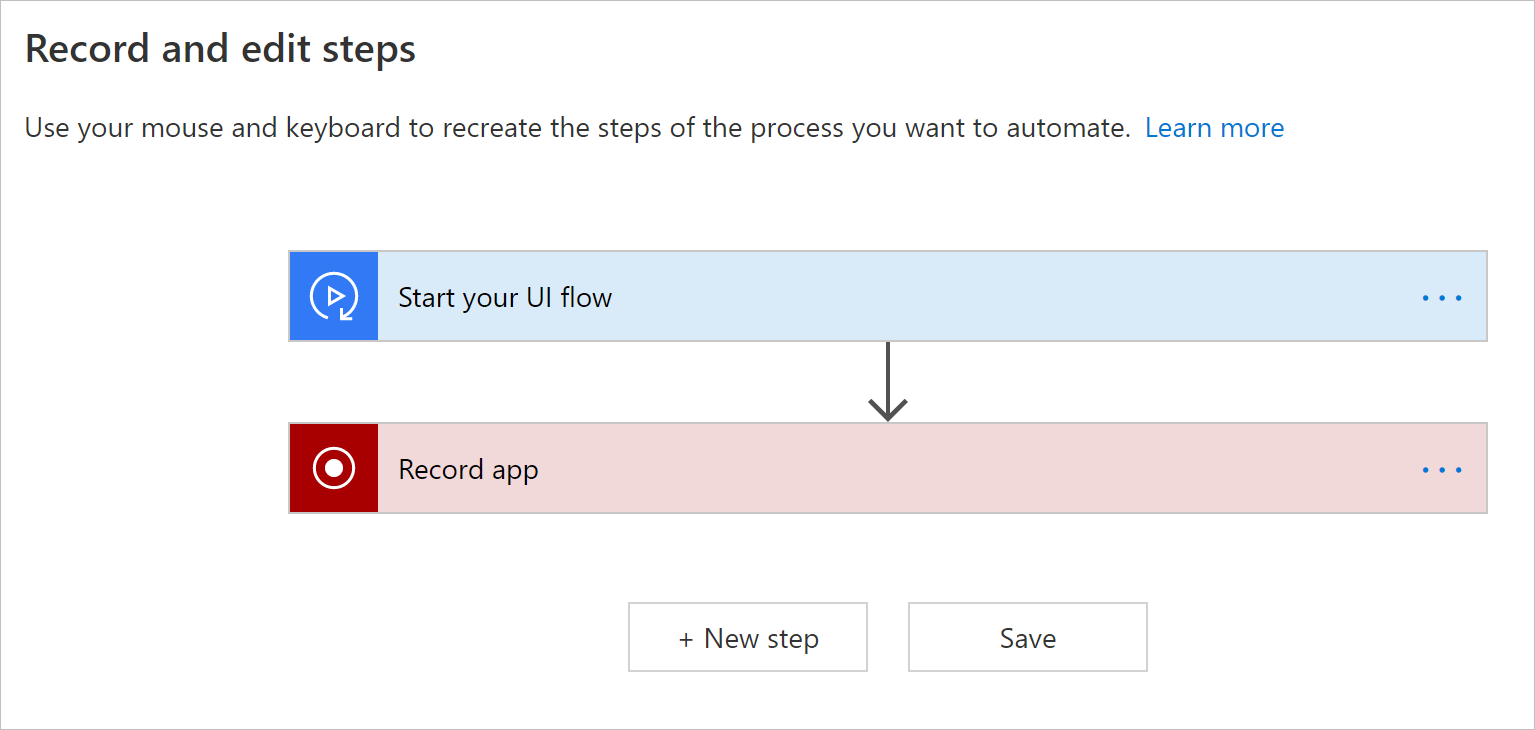 Record and edit steps
Use your mouse and keyboard to recreate the steps of the process you want to automate. Learn more
Start your UI flow
Record app
+ New step
Save